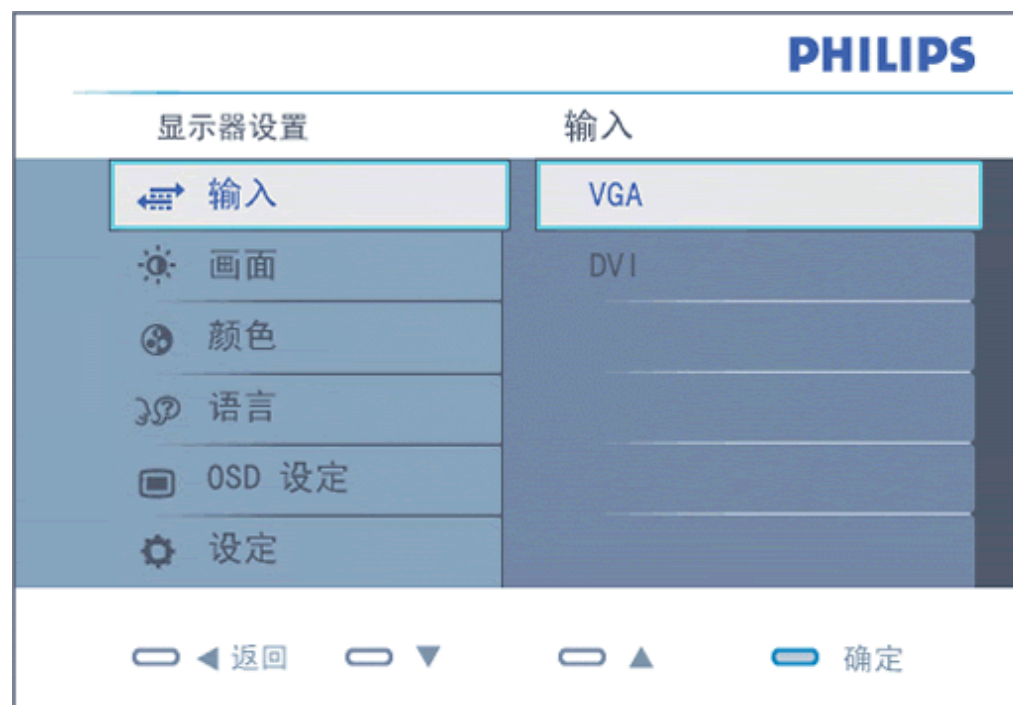 PHILIPS
显示器设置 输入
输入 VGA
画面 DVI
颜色
语言
OSD 设定
设定
返回 确定